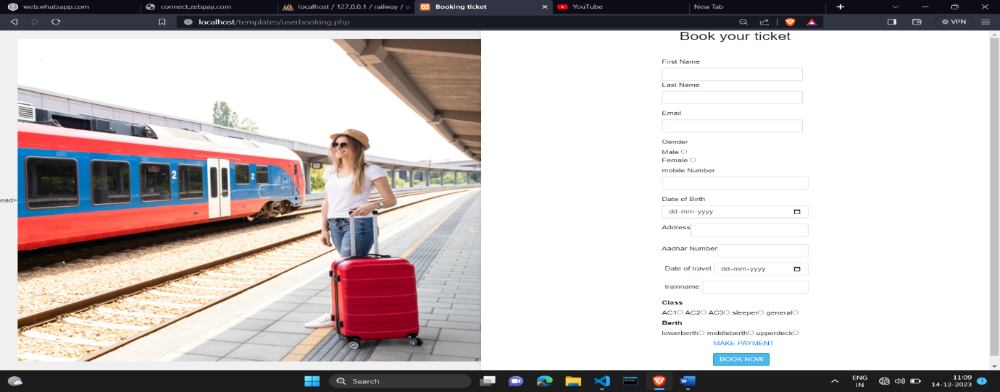 web.whatsapp.com
connect.zebpay.com
localhost / 127.0.0.1 / railway / a
Booking ticket
YouTube
New Tab
localhost/templates/userbooking.php
VPN
Book your ticket
First Name
Last Name
Email
Gender
Male
Female
mobile Number
Date of Birth
dd-mm-yyyy
Address
Aadhar Number
Date of travel dd-mm-yyyy
trainname
Class
AC1 AC2 AC3 sleeper general
Berth
lowerberth middleberth upperdeck
MAKE PAYMENT
BOOK NOW
ead>
2
2
Search
ENG
IN
11:09
14-12-2023
1